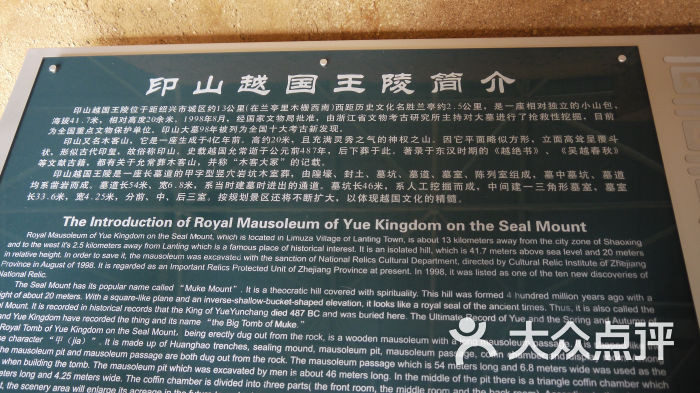 印山越国王陵简介
印山越国王陵位于距绍兴市城区约13公里(在兰亭里木栅西南)西距历史文化名胜兰亭约2.5公里，是一座相对独立的小山包，
海拔41.7米，相对高度20余米。1998年8月，经国家文物局批准，由浙江省文物考古研究所主持对大墓进行了抢救性挖掘，目前
为全国重点文物保护单位，印山大墓98年被列为全国十大考古新发现。
印山又名木客山，它是一座生成于4亿年前。高约20米，且充满灵秀之气的神权之山。因它平面略似方形，立面高耸呈覆斗
状，形似古代印玺，故俗称印山。史载越国允常逝于公元前487年，后下葬于此。著录于东汉时期的《越绝书》、《吴越春秋》
等文献古籍，都有关于允常葬木客山，并称“木客大冢”的记载。
印山越国王陵是一座长墓道的甲字型竖穴岩坑木室葬，由隍壕、封土、墓坑、墓道、墓室、陈列室组成，墓中墓坑、墓道
均系凿岩而成。墓道长54米，宽6.8米，系当时建墓时进出的通道。墓坑长46米，系人工挖掘而成，中间建一三角形墓室，墓室
长33.6米，宽4.25米，分前、中、后三室。按规划景区还将不断扩大，以体现越国文化的精髓。
The Introduction of Royal Mausoleum of Yue Kingdom on the Seal Mount
Royal Mausoleum of Yue Kingdom on the Seal Mount, which is located in Limuza Village of Lanting Town, is about 13 kilometers away from the city zone of Shaoxing
and to the west it's 2.5 kilometers away from Lanting which is a famous place of historical interest. It is an isolated hill, which is 41.7 meters above sea level and 20 meters
in relative height. In order to save it, the mausoleum was excavated with the sanction of National Relics Cultural Department, directed by Cultural Relic Institute of Zhejiang
Province in August of 1998. It is regarded as an Important Relics Protected Unit of Zhejiang Province at present. In 1998, it was listed as one of the ten new discoveries of
National Relic.
The Seal Mount has its popular name called "Muke Mount". It is a theocratic hill covered with spirituality. This hill was formed 4 hundred million years ago with a
of about 20 meters. With a square-like plane and an inverse-shallow-bucket-shaped elevation, it looks like a royal seal of the ancient times. Thus, it is also called the
Mount. It is recorded in historical records that the King of YueYunchang died 487 BC and was buried here. The Ultimate Record of Yue and the Spring and Autumn of
and Yue Kingdom have recorded the thing and its name "the Big Tomb of Muke."
Royal Tomb of Yue Kingdom on the Seal Mount, being erectly dug out from the rock, is a wooden mausoleum with a mausoleum passage
character "甲 (jia)". It is made up of Huanghao trenches, sealing mound, mausoleum pit, mausoleum passage,
mausoleum pit and mausoleum passage are both dug out from the rock. The mausoleum passage which is 54 meters long and 6.8 meters wide was used as the
when building the tomb. The mausoleum pit which was excavated by men is about 46 meters long. In the middle of the pit there is a triangle coffin chamber which
meters long and 4.25 meters wide. The coffin chamber is divided into three parts( the front room, the middle room and the back room).
the scenery area will enlarge its acreage in the
大众点评